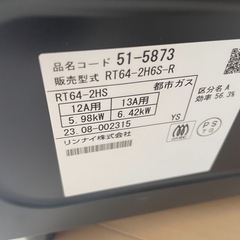 品名コード 51-5873
販売型式 RT64-2H6S-R
RT64-2HS 都市ガス
12A用 13A用
5.98kW 6.42kW
23.08-002315 YS
リンナイ株式会社
区分名 A
効率 56.3%
PS
TG